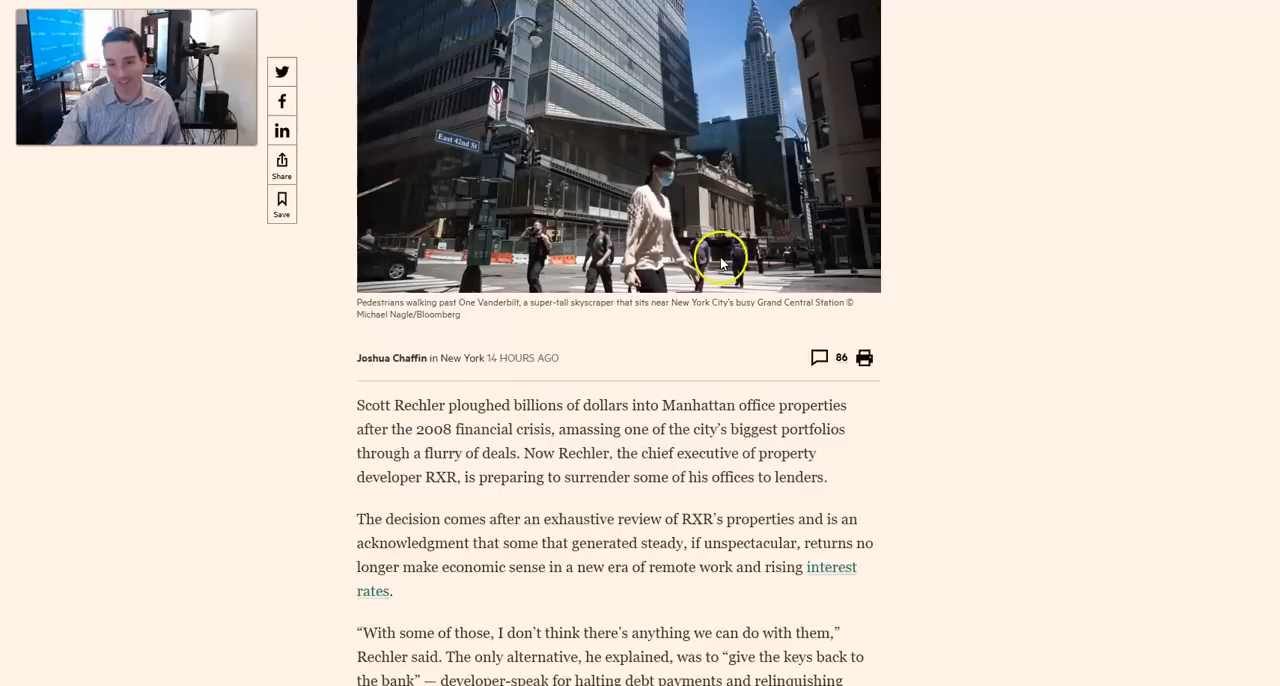 East 42nd St
Share
Save
Pedestrians walking past One Vanderbilt, a super-tall skyscraper that sits near New York City's busy Grand Central Station ©
Michael Nagle/Bloomberg
Joshua Chaffin in New York 14 HOURS AGO
86
Scott Rechler ploughed billions of dollars into Manhattan office properties
after the 2008 financial crisis, amassing one of the city's biggest portfolios
through a flurry of deals. Now Rechler, the chief executive of property
developer RXR, is preparing to surrender some of his offices to lenders.
The decision comes after an exhaustive review of RXR's properties and is an
acknowledgment that some that generated steady, if unspectacular, returns no
longer make economic sense in a new era of remote work and rising interest
rates.
“With some of those, I don't think there's anything we can do with them,”
Rechler said. The only alternative, he explained, was to “give the keys back to
the bank” — developer-speak for halting debt payments and relinquishing